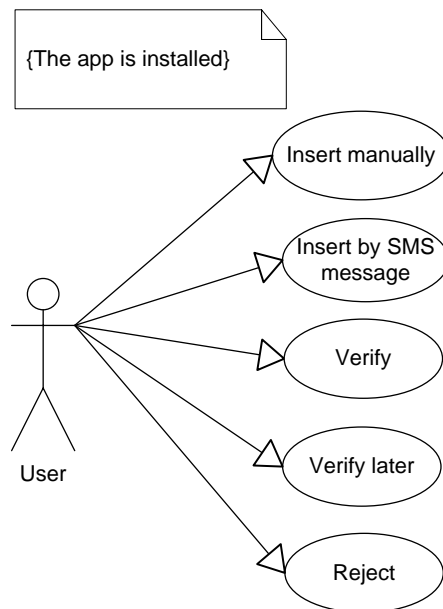 {The app is installed}
Insert manually
Insert by SMS
message
Verify
Verify later
Reject
User